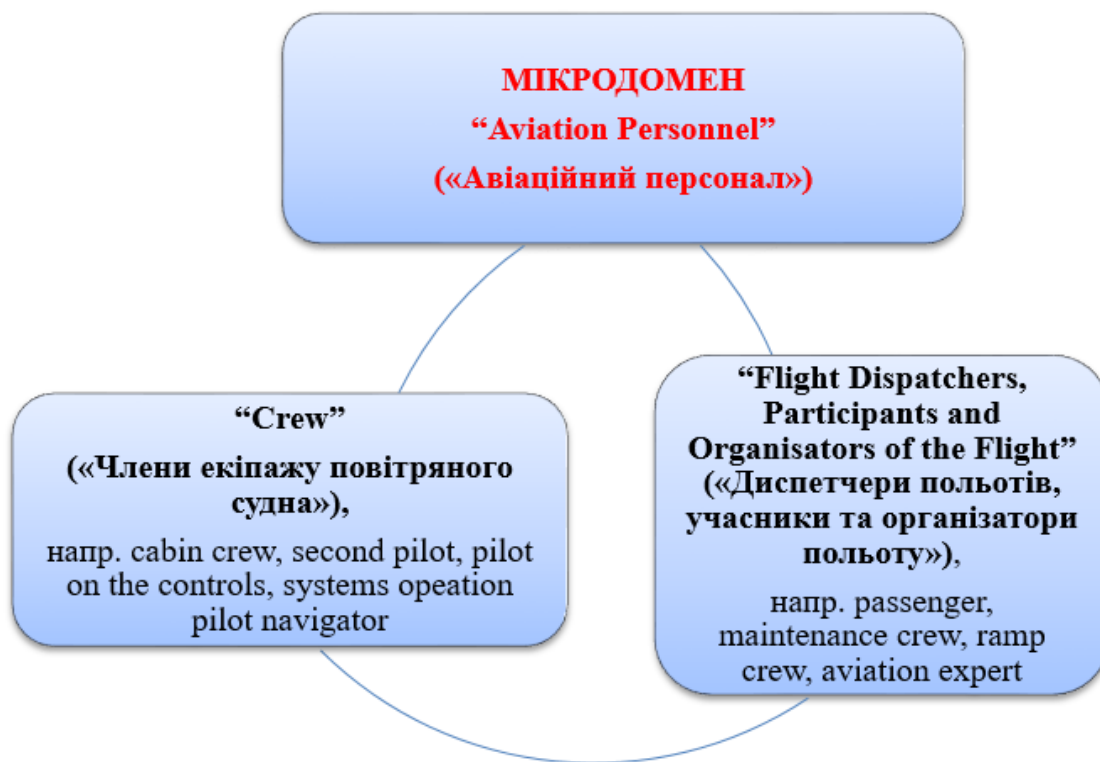 МІКРОДОМЕН
“Aviation Personnel”
(«Авіаційний персонал»)
“Crew”
(«Члени екіпажу повітряного
судна»),
напр. cabin crew, second pilot, pilot
on the controls, systems opeation
pilot navigator
“Flight Dispatchers,
Participants and
Organisators of the Flight”
(«Диспетчери польотів,
учасники та організатори
польоту»),
напр. passenger,
maintenance crew, ramp
crew, aviation expert